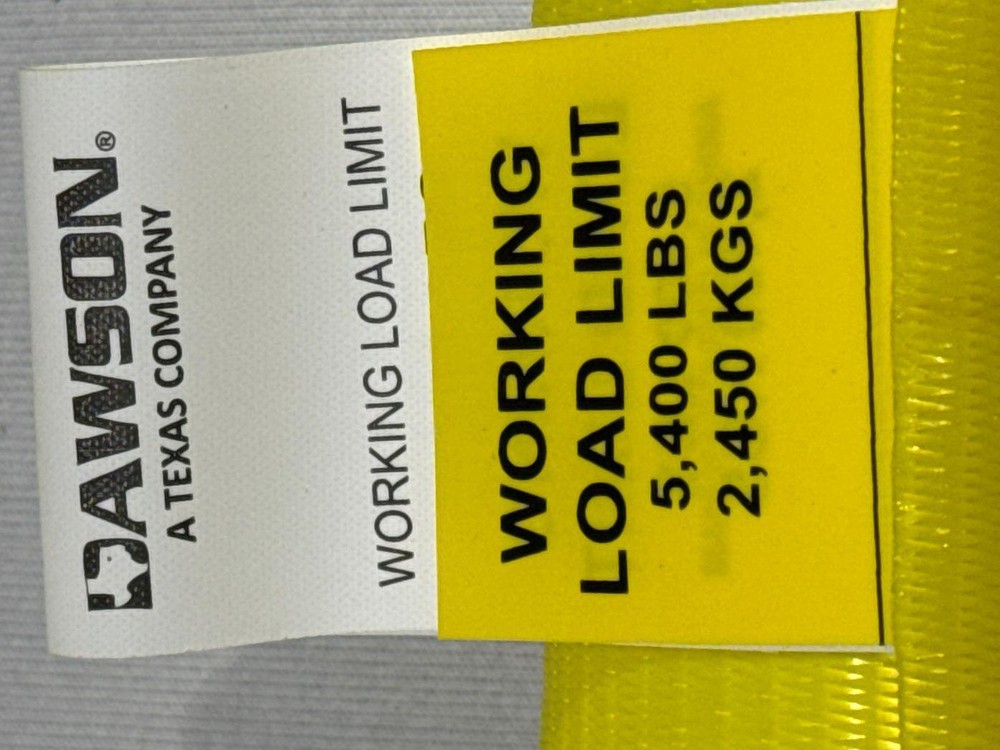 DAWSON®
A TEXAS COMPANY
WORKING LOAD LIMIT
WORKING
LOAD LIMIT
5,400 LBS
2,450 KGS